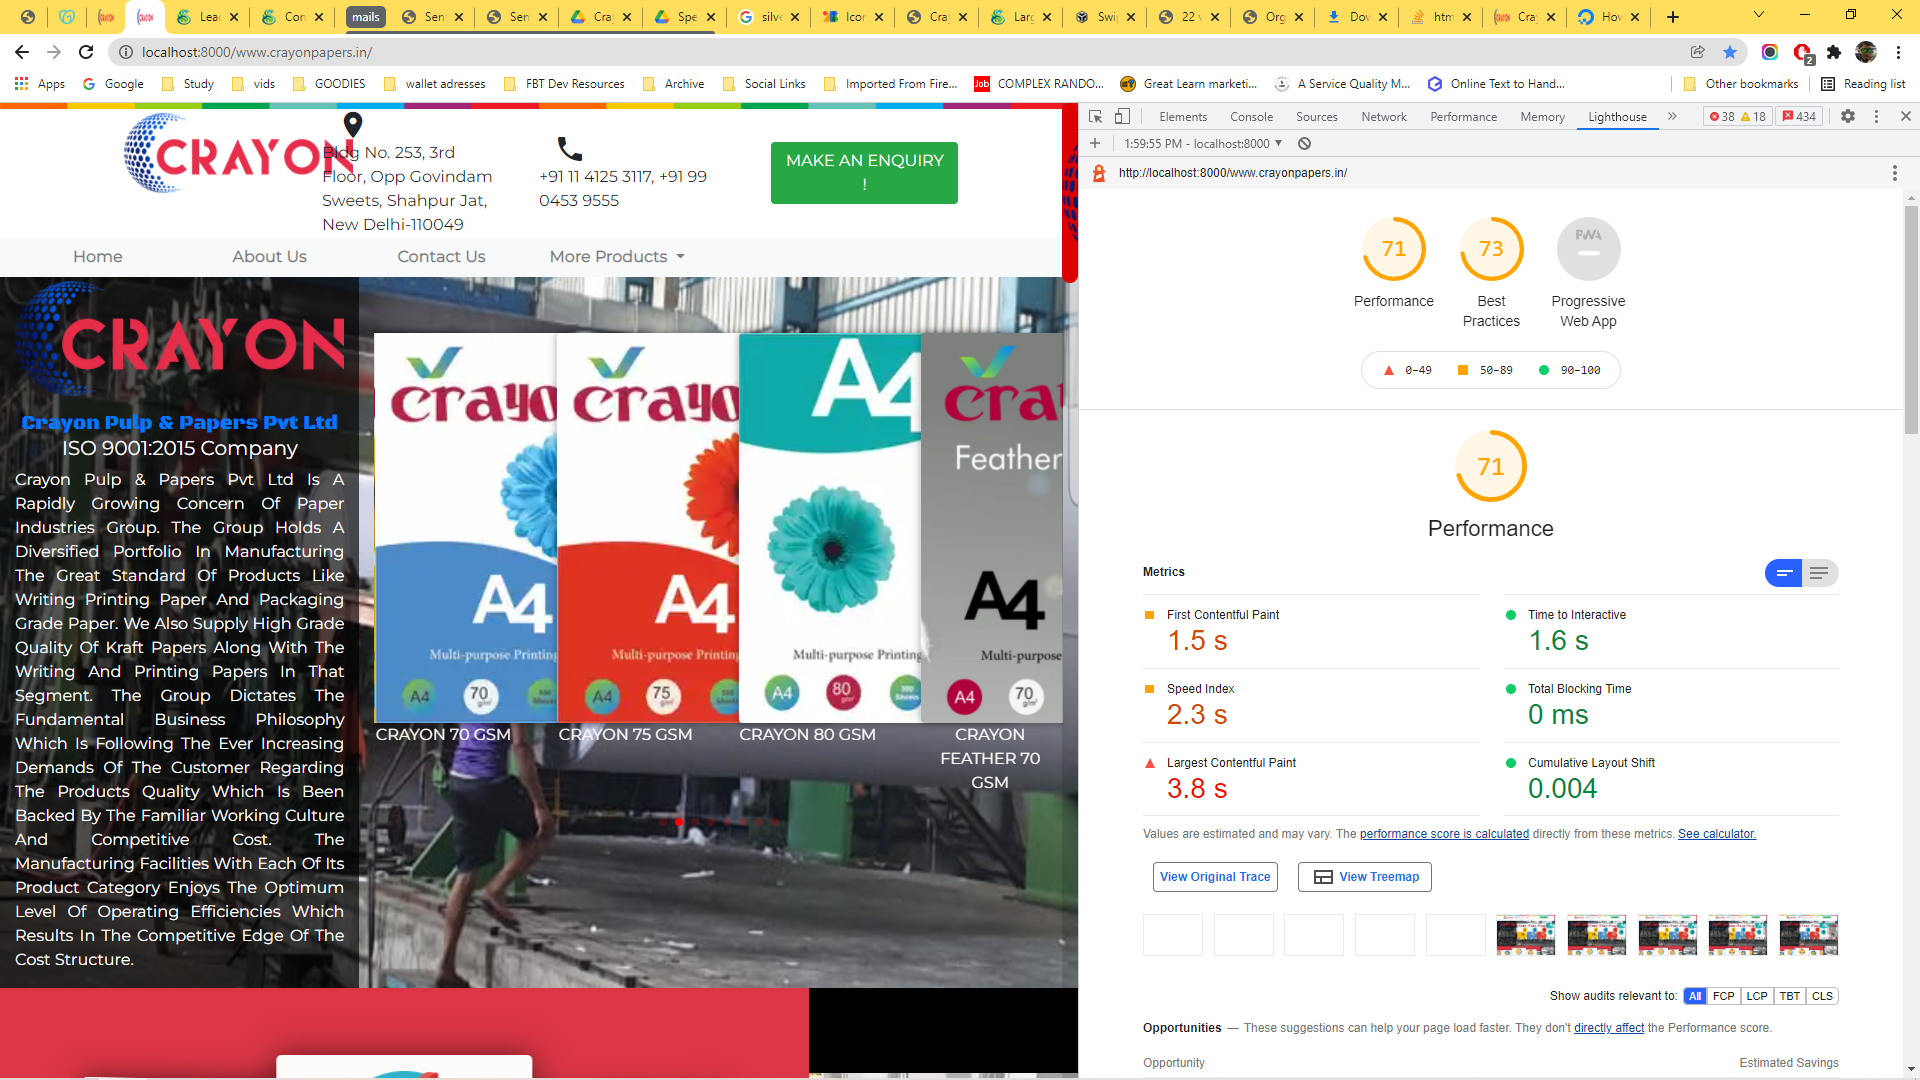 Lea
Con
mails
Sen
Sen
Cra
Spe
silve
Icor
Cra
Larg
Swi
22 v
Org
Dov
htm
Cra
Hov
localhost:8000/www.crayonpapers.in/
2
Apps
Google
Study
vids
GOODIES
wallet adresses
FBT Dev Resources
Archive
Social Links
Imported From Fire...
Job
COMPLEX RANDO...
Great Learn marketi...
A Service Quality M...
Online Text to Hand...
Other bookmarks
Reading list
CRAYON
Bldg No. 253, 3rd
Floor, Opp Govindam
Sweets, Shahpur Jat,
New Delhi-110049
+91 11 4125 3117, +91 99
0453 9555
MAKE AN ENQUIRY
!
Home
About Us
Contact Us
More Products
CRAYON
Crayon Pulp & Papers Pvt Ltd
ISO 9001:2015 Company
Crayon Pulp & Papers Pvt Ltd Is A
Rapidly Growing Concern Of Paper
Industries Group. The Group Holds A
Diversified Portfolio In Manufacturing
The Great Standard Of Products Like
Writing Printing Paper And Packaging
Grade Paper. We Also Supply High Grade
Quality Of Kraft Papers Along With The
Writing And Printing Papers In That
Segment. The Group Dictates The
Fundamental Business Philosophy
Which Is Following The Ever Increasing
Demands Of The Customer Regarding
The Products Quality Which Is Been
Backed By The Familiar Working Culture
And Competitive Cost. The
Manufacturing Facilities With Each Of Its
Product Category Enjoys The Optimum
Level Of Operating Efficiencies Which
Results In The Competitive Edge Of The
Cost Structure.
crayo
A4
Multi-purpose Printing
A4
70
g/m²
CRAYON 70 GSM
crayo
A4
Multi-purpose Printing
A4
75
g/m²
CRAYON 75 GSM
A4
Multi-purpose Printing
A4
80
g/m²
CRAYON 80 GSM
cra
Feather
A4
Multi-purpose
A4
70
g/m²
CRAYON
FEATHER 70
GSM
Elements
Console
Sources
Network
Performance
Memory
Lighthouse
38
18
434
1:59:55 PM - localhost:8000
http://localhost:8000/www.crayonpapers.in/
71
Performance
73
Best
Practices
PWA
Progressive
Web App
0–49
50–89
90–100
71
Performance
Metrics
First Contentful Paint
1.5 s
Time to Interactive
1.6 s
Speed Index
2.3 s
Total Blocking Time
0 ms
Largest Contentful Paint
3.8 s
Cumulative Layout Shift
0.004
Values are estimated and may vary. The performance score is calculated directly from these metrics. See calculator.
View Original Trace
View Treemap
Show audits relevant to: All FCP LCP TBT CLS
Opportunities — These suggestions can help your page load faster. They don't directly affect the Performance score.
Opportunity
Estimated Savings